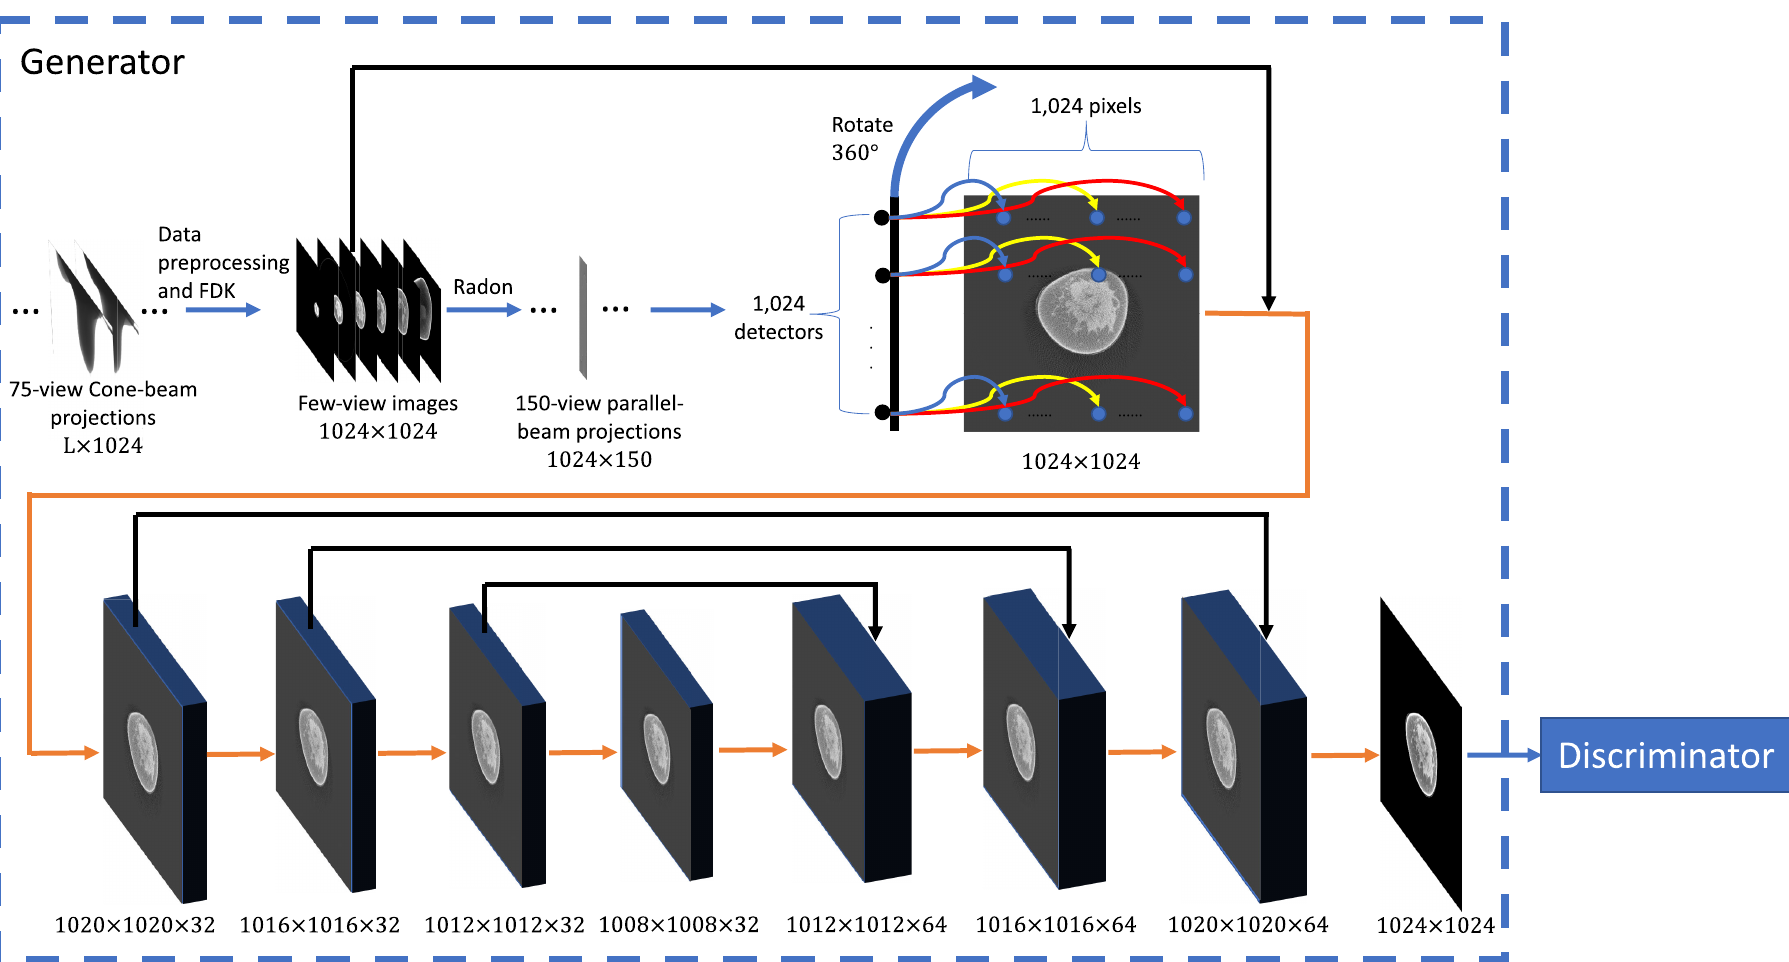 Generator
1,024 pixels
Rotate
360°
Data
preprocessing
and FDK
Radon
...
...
...
...
1,024
detectors
75-view Cone-beam
projections
L×1024
Few-view images
1024×1024
150-view parallel-
beam projections
1024×150
1024×1024
Discriminator
1020×1020×32
1016×1016×32
1012×1012×32
1008×1008×32
1012×1012×64
1016×1016×64
1020×1020×64
1024×1024